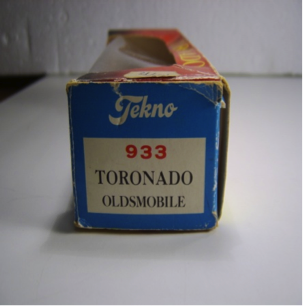 Tekno
933
TORONADO
OLDSMOBILE